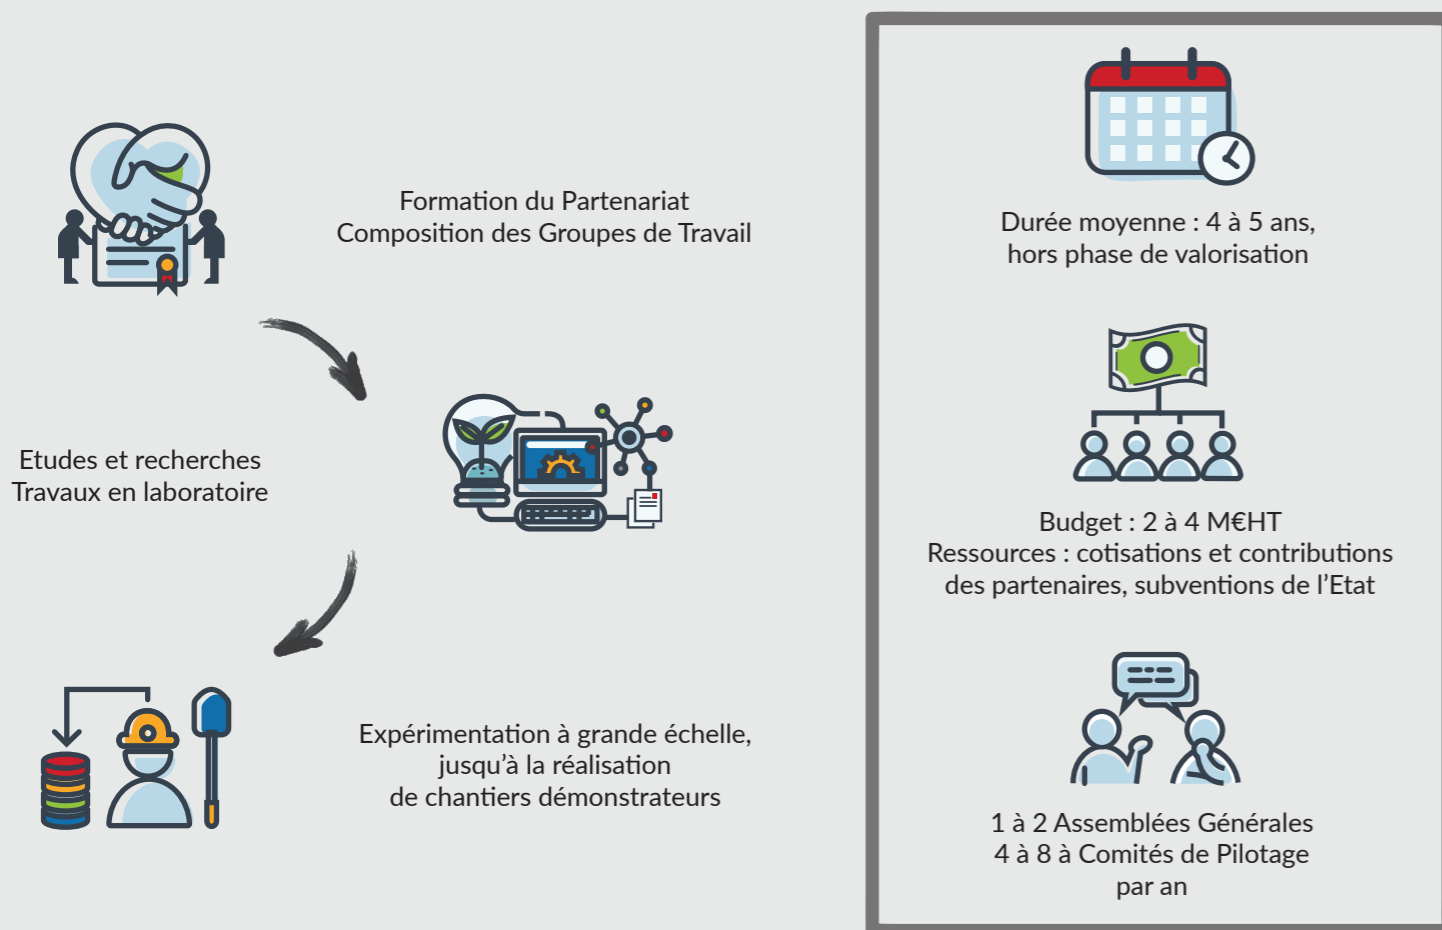 Formation du Partenariat
Composition des Groupes de Travail
Etudes et recherches
Travaux en laboratoire
Expérimentation à grande échelle,
jusqu'à la réalisation
de chantiers démonstrateurs
Durée moyenne : 4 à 5 ans,
hors phase de valorisation
Budget : 2 à 4 M€HT
Ressources : cotisations et contributions
des partenaires, subventions de l'Etat
1 à 2 Assemblées Générales
4 à 8 à Comités de Pilotage
par an